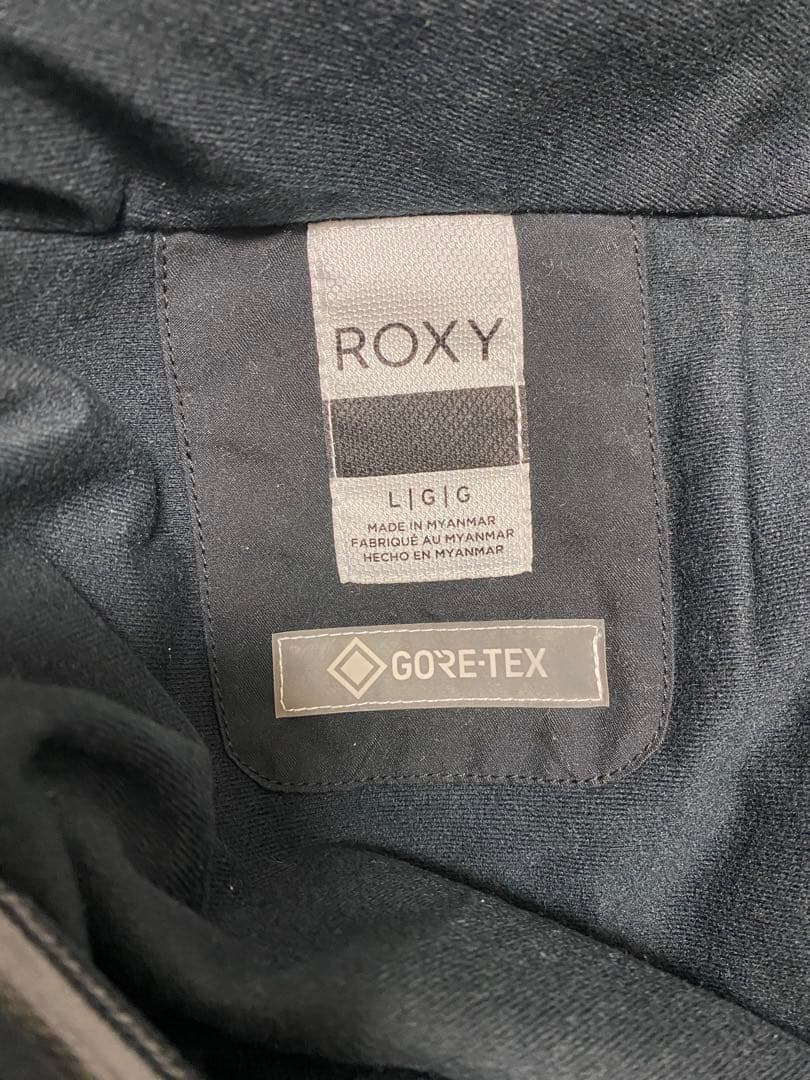 ROXY
L|G|G
MADE IN MYANMAR
FABRIQUÉ AU MYANMAR
HECHO EN MYANMAR
GORE-TEX